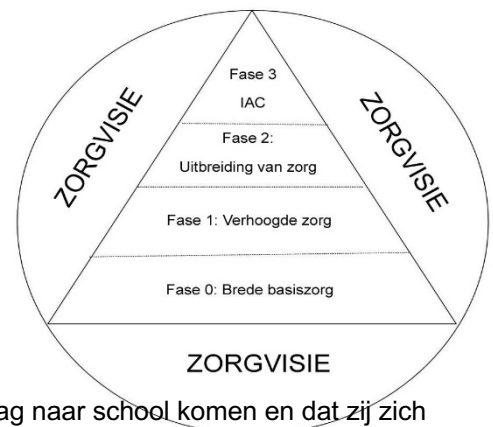 Fase 3
IAC
ZORGVISIE
ZORGVISIE
Fase 2:
Uitbreiding van zorg
Fase 1: Verhoogde zorg
Fase 0: Brede basiszorg
ZORGVISIE
ag naar school komen en dat zij zich